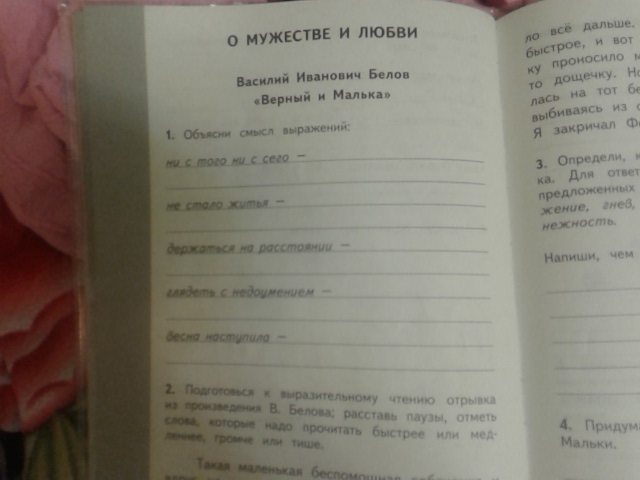 О МУЖЕСТВЕ И ЛЮБВИ
Василий Иванович Белов
«Верный и Малька»
1. Объясни смысл выражений:
ни с того ни с сего –
не стало житья –
держаться на расстоянии –
глядеть с недоумением –
весна наступила –
2. Подготовься к выразительному чтению отрывка
из произведения В. Белова; расставь паузы, отметь
слова, которые надо прочитать быстрее или мед-
леннее, громче или тише.
Такая маленькая беспомощная
ло всё дальше.
быстрое, и вот
ку проносило
то дощечку.
лась на тот
выбиваясь из
Я закричал
3. Определи,
ка. Для
предложенных
жение, гнев,
нежность.
Напиши, чем
4.
Мальки.